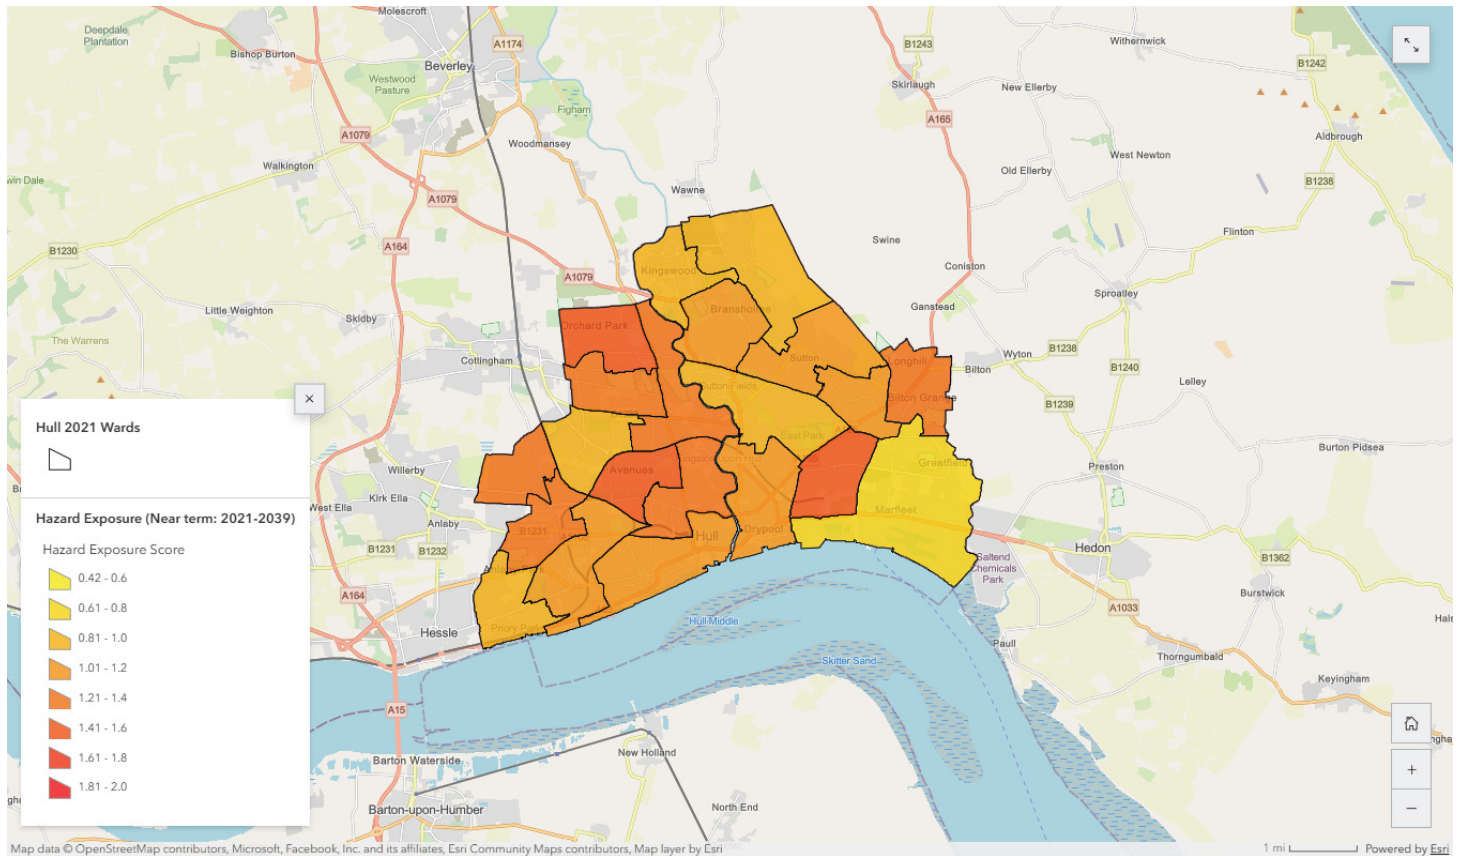 Molescroft
Deepdale
Plantation
Bishop Burton
A1174
Beverley
B1243
Withernwick
B1242
Westwood
Pasture
Skirlaugh
New Ellerby
Figham
A165
A1079
Woodmansey
Aldbrough
West Newton
Walkington
Old Ellerby
B1238
win Dale
A1079
Wawne
B1230
A164
Swine
Flinton
Coniston
A1079
Kingswood
Sproatley
Little Weighton
Skidby
Ganstead
Orchard Park
The Warrens
Cottingham
Sutton
Longhill
Wyton
B1238
Bilton
B1240
Lelley
Sutton Fields
Bilton Grange
B1239
East Park
Burton Pidsea
Willerby
Avenues
Greatfield
Preston
Kirk Ella
West Ella
Anlaby
Marfleet
B1231
B1232
B1231
Hull
Drypool
Hedon
Saltend
Chemicals
Park
B1362
A164
Burstwick
A1033
Hessle
Priory Park
Hull Middle
Paull
Skitter Sand
Thorngumbald
Keyingham
A15
New Holland
Barton Waterside
Barton-upon-Humber
North End
Hull 2021 Wards
Hazard Exposure (Near term: 2021-2039)
Hazard Exposure Score
0.42 - 0.6
0.61 - 0.8
0.81 - 1.0
1.01 - 1.2
1.21 - 1.4
1.41 - 1.6
1.61 - 1.8
1.81 - 2.0
Map data © OpenStreetMap contributors, Microsoft, Facebook, Inc. and its affiliates, Esri Community Maps contributors, Map layer by Esri
1 mi
Powered by Esri